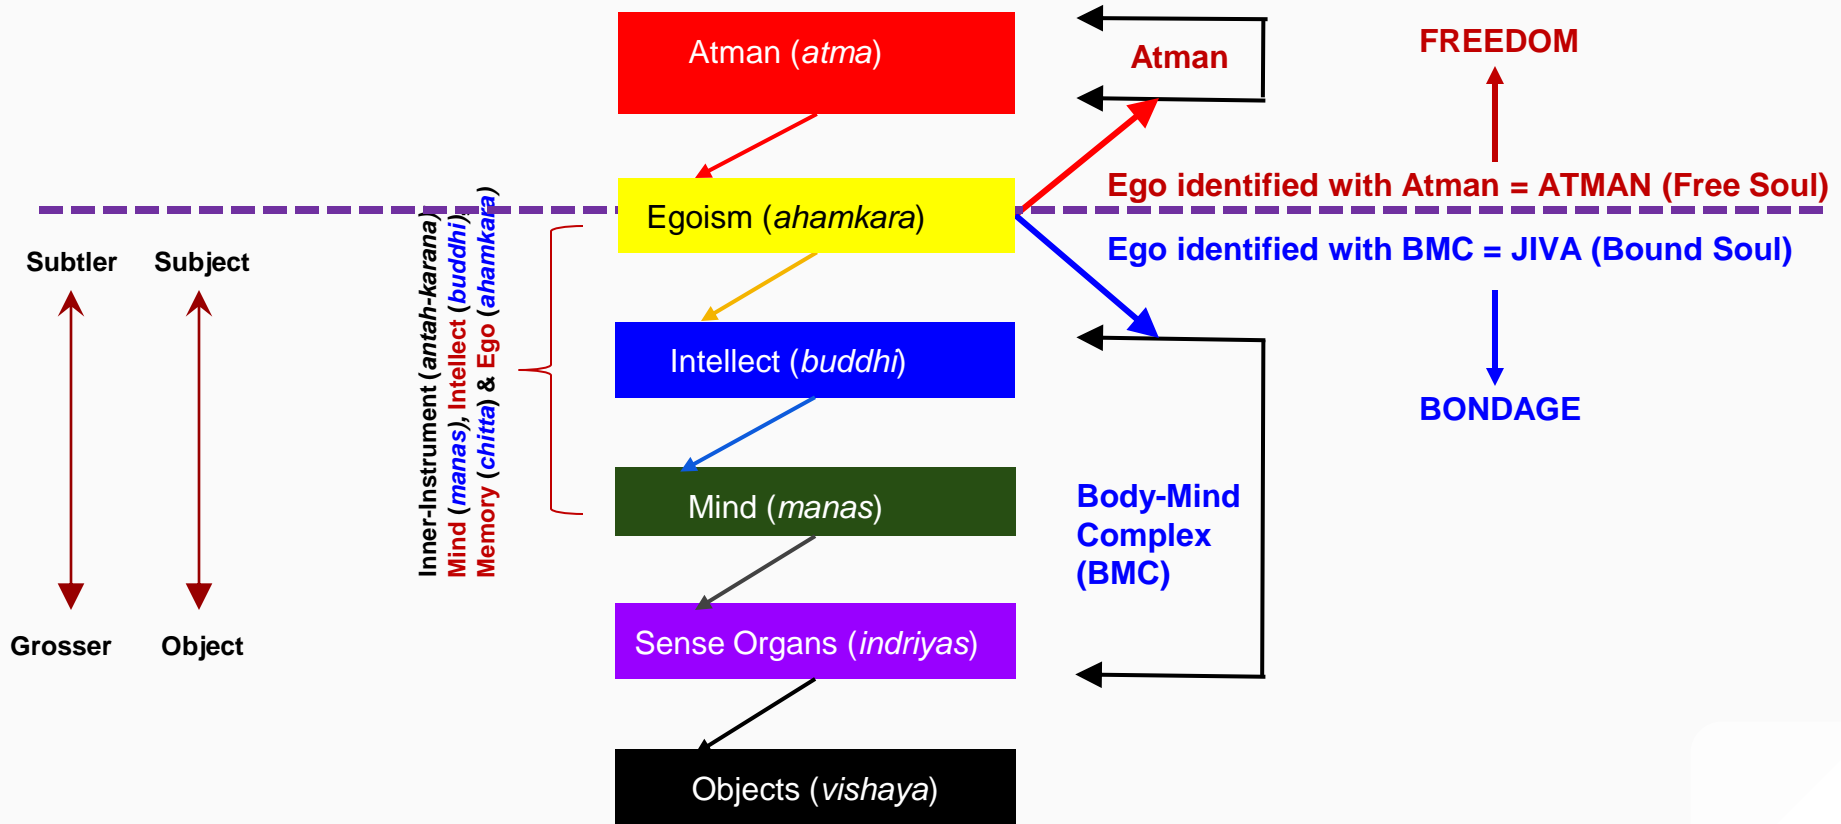 Atman (atma)
Atman
FREEDOM
Ego identified with Atman = ATMAN (Free Soul)
Egoism (ahamkara)
Ego identified with BMC = JIVA (Bound Soul)
Subtler
Subject
Inner-Instrument (antah-karana)
Mind (manas), Intellect (buddhi),
Memory (chitta) & Ego (ahamkara)
Intellect (buddhi)
BONDAGE
Mind (manas)
Body-Mind
Complex
(BMC)
Grosser
Object
Sense Organs (indriyas)
Objects (vishaya)